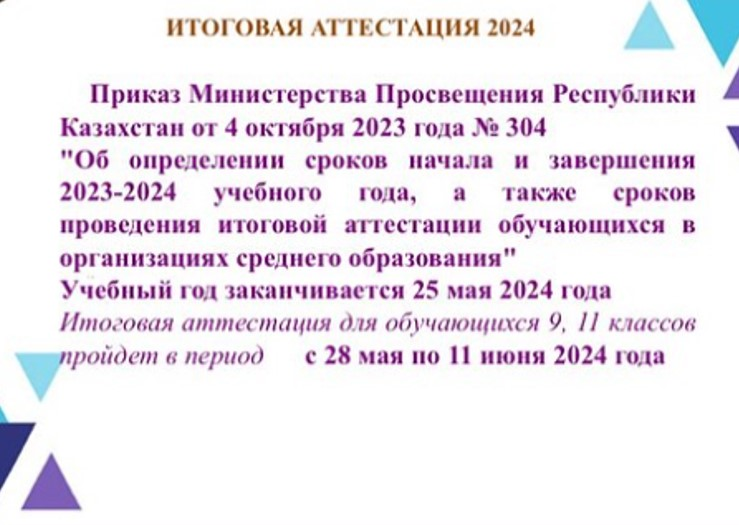 ИТОГОВАЯ АТТЕСТАЦИЯ 2024
Приказ Министерства Просвещения Республики
Казахстан от 4 октября 2023 года № 304
"Об определении сроков начала и завершения
2023-2024 учебного года, а также сроков
проведения итоговой аттестации обучающихся в
организациях среднего образования"
Учебный год заканчивается 25 мая 2024 года
Итоговая аттестация для обучающихся 9, 11 классов
пройдет в период с 28 мая по 11 июня 2024 года